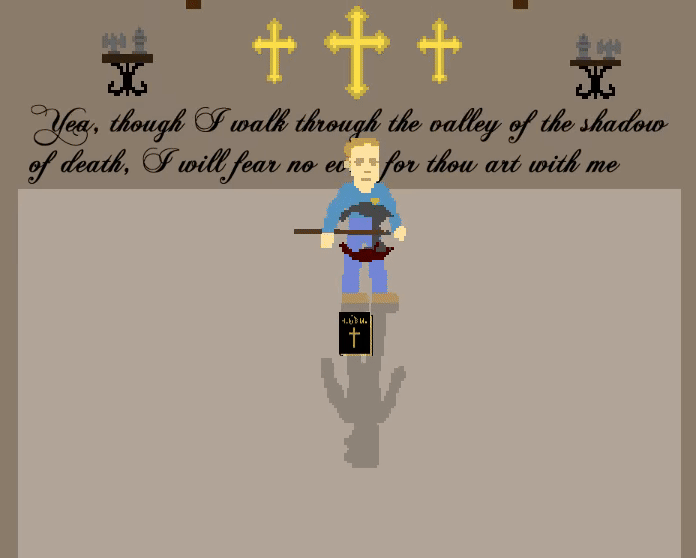 Yea, though I walk through the valley of the shadow
of death, I will fear no for thou art with me